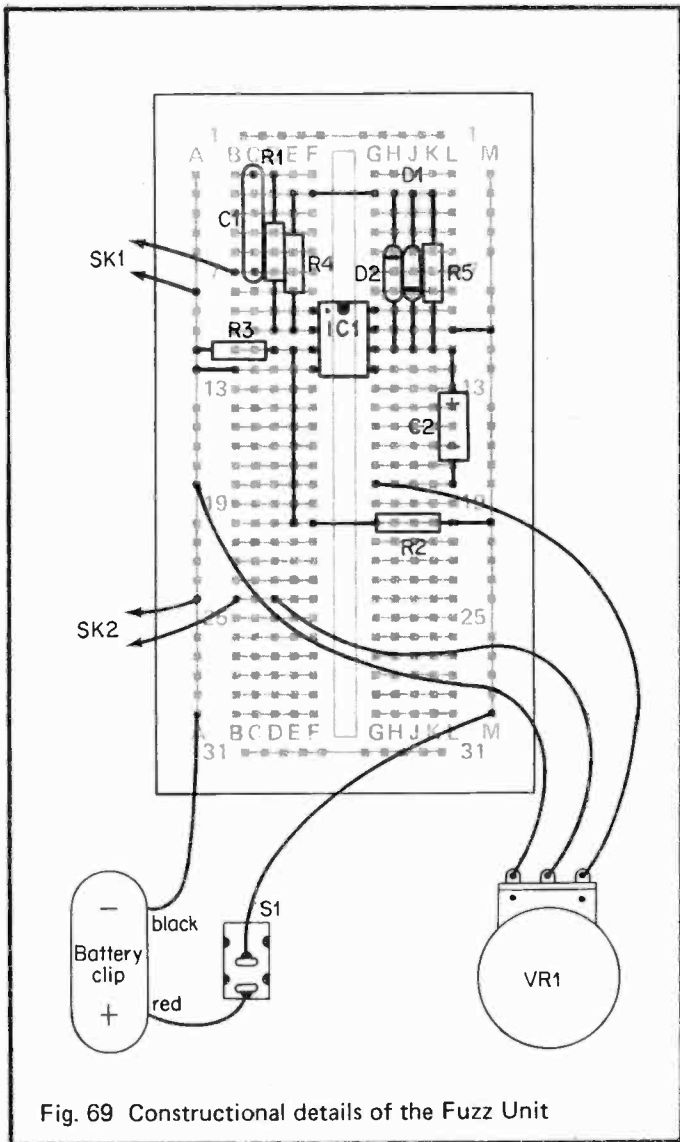 1 1
A B C D E F G H J K L M
R1 D1
C1
SK1 7 R4 D2 R5
R3 IC1
13 13
+
C2
19 19
R2
SK2 25 25
A B C D E F G H J K L M
31 31
−
black S1
Battery
clip VR1
red
+
Fig. 69 Constructional details of the Fuzz Unit